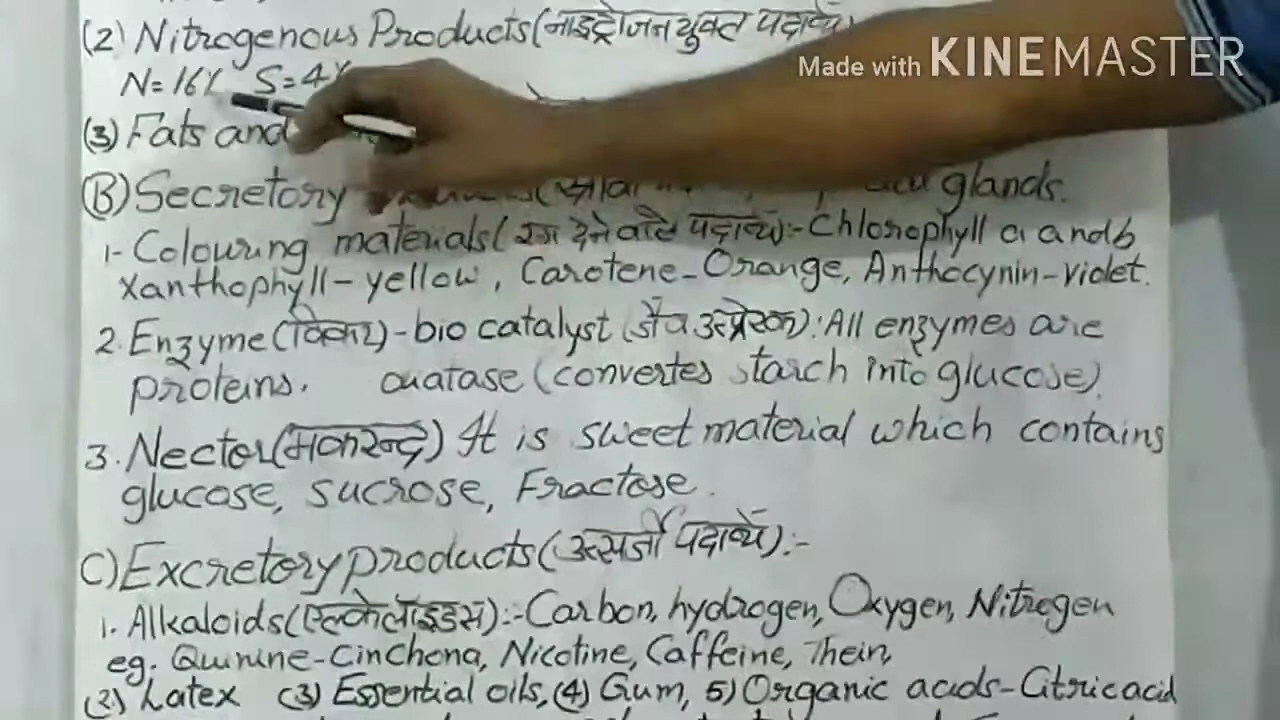 (2) Nitrogenous Products (नाइट्रोजन युक्त पदार्थ)
Made with KINEMASTER
N=16% S=4%
(3) Fats and
(B) Secretory glands.
1- Colouring materials (रंग देने वाले पदार्थ):- Chlorophyll a and b
Xanthophyll - yellow, Carotene - Orange, Anthocynin - violet.
2. Enzyme (विकर) - bio catalyst (जैव उत्प्रेरक): All enzymes are
proteins. (convertes starch into glucose)
3. Nector (मकरन्द) It is sweet material which contains
glucose, sucrose, Fractose.
C) Excretory products (उत्सर्जी पदार्थ):-
1. Alkaloids (एल्केलॉइडस):- Carbon, hydrogen, Oxygen, Nitrogen
eg. Quinine - Cinchona, Nicotine, Caffeine, Thein,
(2) Latex (3) Essential oils, (4) Gum, 5) Organic acids - Citric acid